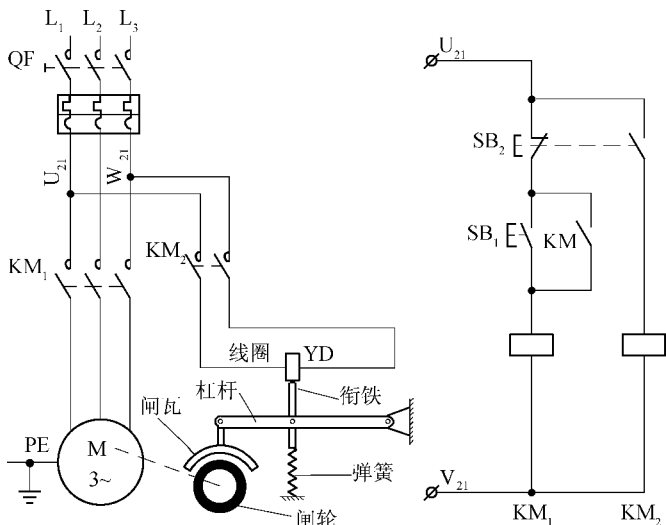 L₁ L₂ L₃
QF
U₂₁
W₂₁
KM₁
KM₂
线圈
YD
衔铁
杠杆
闸瓦
PE
M
3~
弹簧
闸轮
U₂₁
SB₂
SB₁
KM
V₂₁
KM₁ KM₂